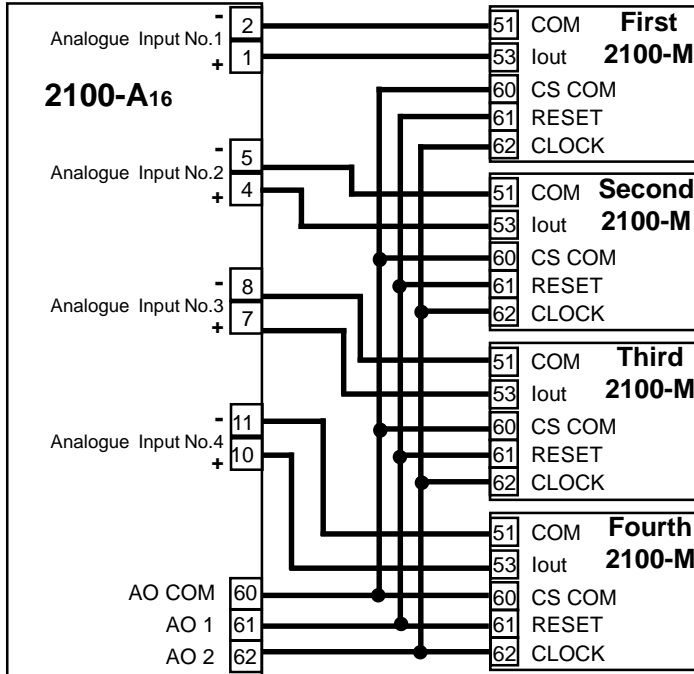 2100-A16
- 2
Analogue Input No.1
+ 1
- 5
Analogue Input No.2
+ 4
- 8
Analogue Input No.3
+ 7
- 11
Analogue Input No.4
+ 10
AO COM 60
AO 1 61
AO 2 62
First
2100-M
51 COM
53 Iout
60 CS COM
61 RESET
62 CLOCK
Second
2100-M
51 COM
53 Iout
60 CS COM
61 RESET
62 CLOCK
Third
2100-M
51 COM
53 Iout
60 CS COM
61 RESET
62 CLOCK
Fourth
2100-M
51 COM
53 Iout
60 CS COM
61 RESET
62 CLOCK